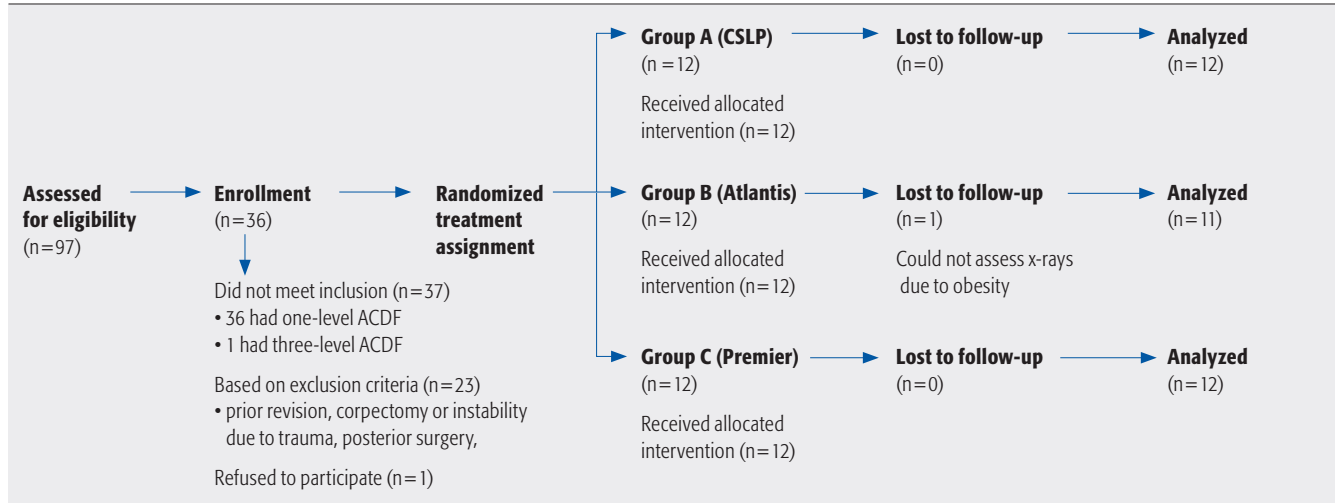 Assessed
for eligibility
(n=97)
Enrollment
(n=36)
Did not meet inclusion (n=37)
• 36 had one-level ACDF
• 1 had three-level ACDF
Based on exclusion criteria (n=23)
• prior revision, corpectomy or instability
due to trauma, posterior surgery,
Refused to participate (n=1)
Randomized
treatment
assignment
Group A (CSLP)
(n =12)
Received allocated
intervention (n=12)
Lost to follow-up
(n=0)
Analyzed
(n=12)
Group B (Atlantis)
(n=12)
Received allocated
intervention (n=12)
Lost to follow-up
(n=1)
Could not assess x-rays
due to obesity
Analyzed
(n=11)
Group C (Premier)
(n=12)
Received allocated
intervention (n=12)
Lost to follow-up
(n=0)
Analyzed
(n=12)